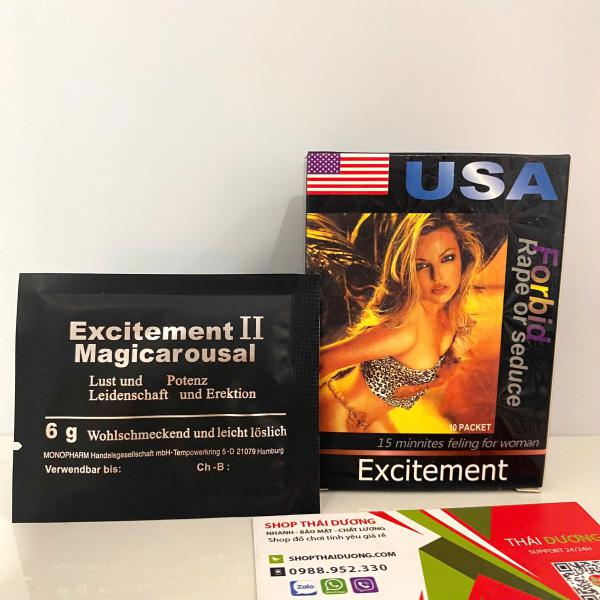 USA
Forbid
Rape or seduce
10 PACKET
15 minnites feling for woman
Excitement
Excitement II
Magicarousal
Lust und Potenz
Leidenschaft und Erektion
6 g Wohlschmeckend und leicht löslich
MONOPHARM Handelsgesellschaft mbH·Tempowerkring 5·D 21079 Hamburg
Verwendbar bis: Ch-B :
SHOP THÁI DƯƠNG
NHANH - BẢO MẬT - CHẤT LƯỢNG
Shop đồ chơi tình yêu giá rẻ
SHOPTHAIDUONG.COM
0988.952.330
Zalo
THÁI DƯƠNG
SUPPORT 24/24H